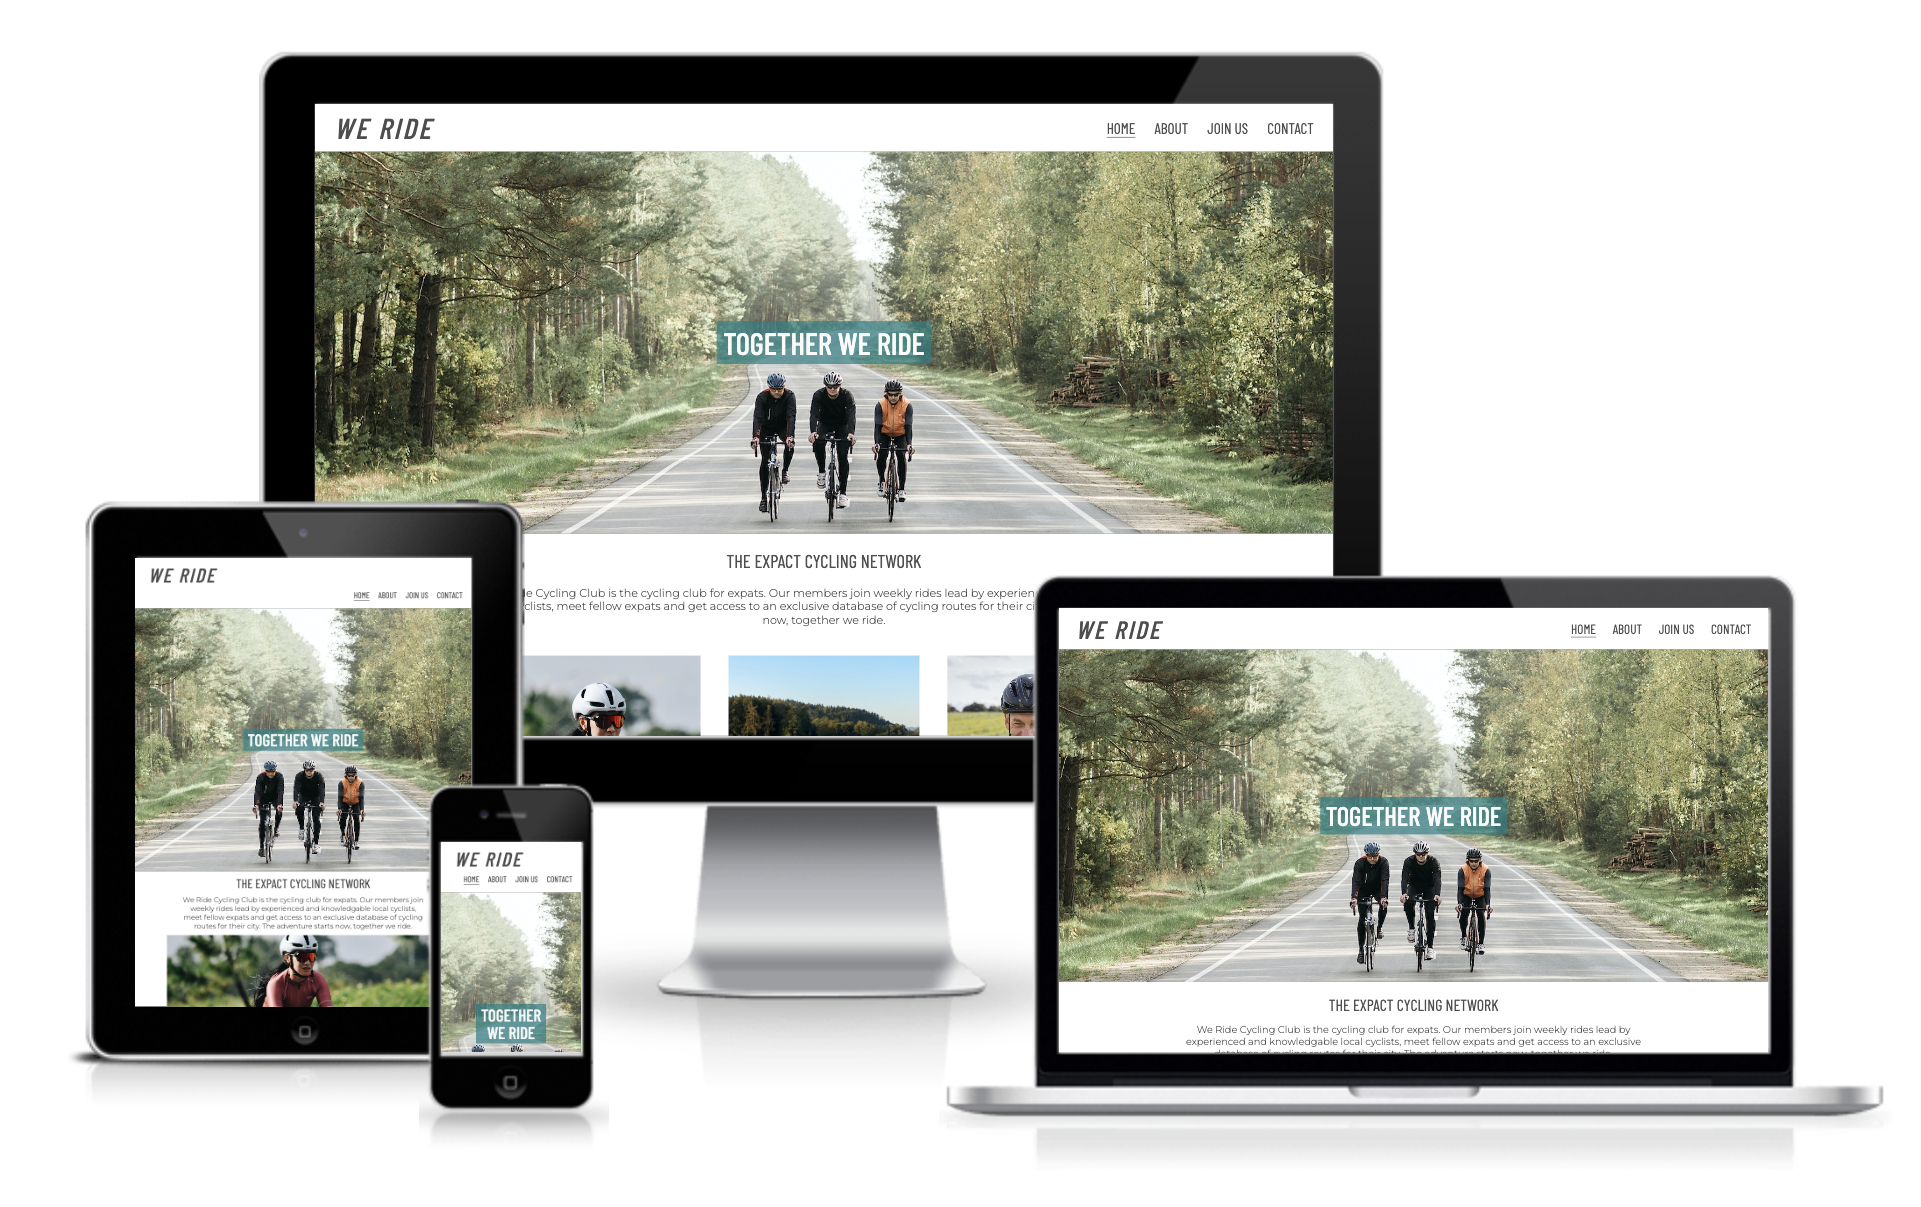 WE RIDE
HOME ABOUT JOIN US CONTACT
TOGETHER WE RIDE
THE EXPACT CYCLING NETWORK
Cycling Club is the cycling club for expats. Our members join weekly rides lead by
meet fellow expats and get access to an exclusive database of cycling routes for their
now, together we ride.
WE RIDE
HOME ABOUT JOIN US CONTACT
TOGETHER WE RIDE
THE EXPACT CYCLING NETWORK
We Ride Cycling Club is the cycling club for expats. Our members join
weekly rides lead by experienced and knowledgable local cyclists,
meet fellow expats and get access to an exclusive database of cycling
routes for their city. The adventure starts now, together we ride.
WE RIDE
HOME ABOUT JOIN US CONTACT
TOGETHER
WE RIDE
WE RIDE
HOME ABOUT JOIN US CONTACT
TOGETHER WE RIDE
THE EXPACT CYCLING NETWORK
We Ride Cycling Club is the cycling club for expats. Our members join weekly rides lead by
experienced and knowledgable local cyclists, meet fellow expats and get access to an exclusive